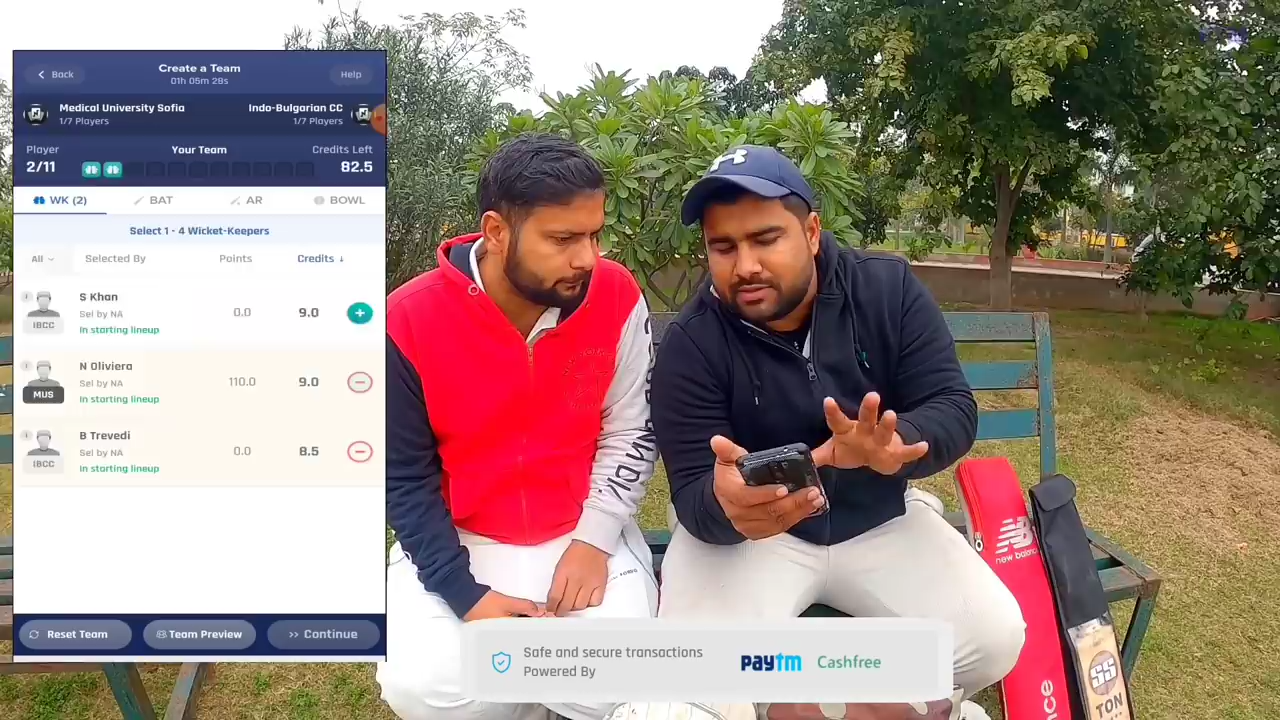 Back
Create a Team
01h 05m 28s
Help
Medical University Sofia
1/7 Players
Indo-Bulgarian CC
1/7 Players
Player
2/11
Your Team
Credits Left
82.5
WK (2)
BAT
AR
BOWL
Select 1 - 4 Wicket-Keepers
All
Selected By
Points
Credits ↓
S Khan
Sel by NA
In starting lineup
IBCC
0.0
9.0
N Oliviera
Sel by NA
In starting lineup
MUS
110.0
9.0
B Trevedi
Sel by NA
In starting lineup
IBCC
0.0
8.5
Reset Team
Team Preview
>> Continue
Safe and secure transactions
Powered By
paytm
Cashfree
NB
new balance
SS
TON